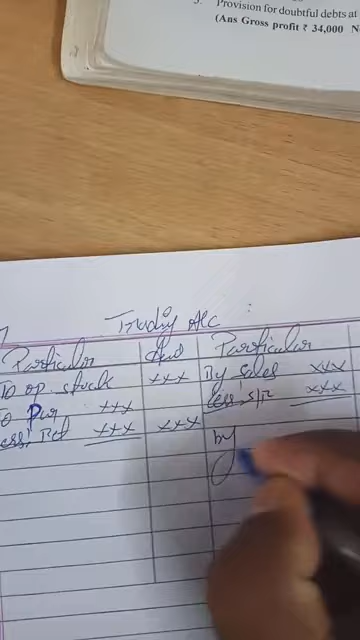 Provision for doubtful debts at
(Ans Gross profit ₹ 34,000 N
Trading A/c
Particular Amt Particular
To op. stock xxx By Sales xxx
To Pur xxx less: S/R xxx
less: Ret xxx xxx
by